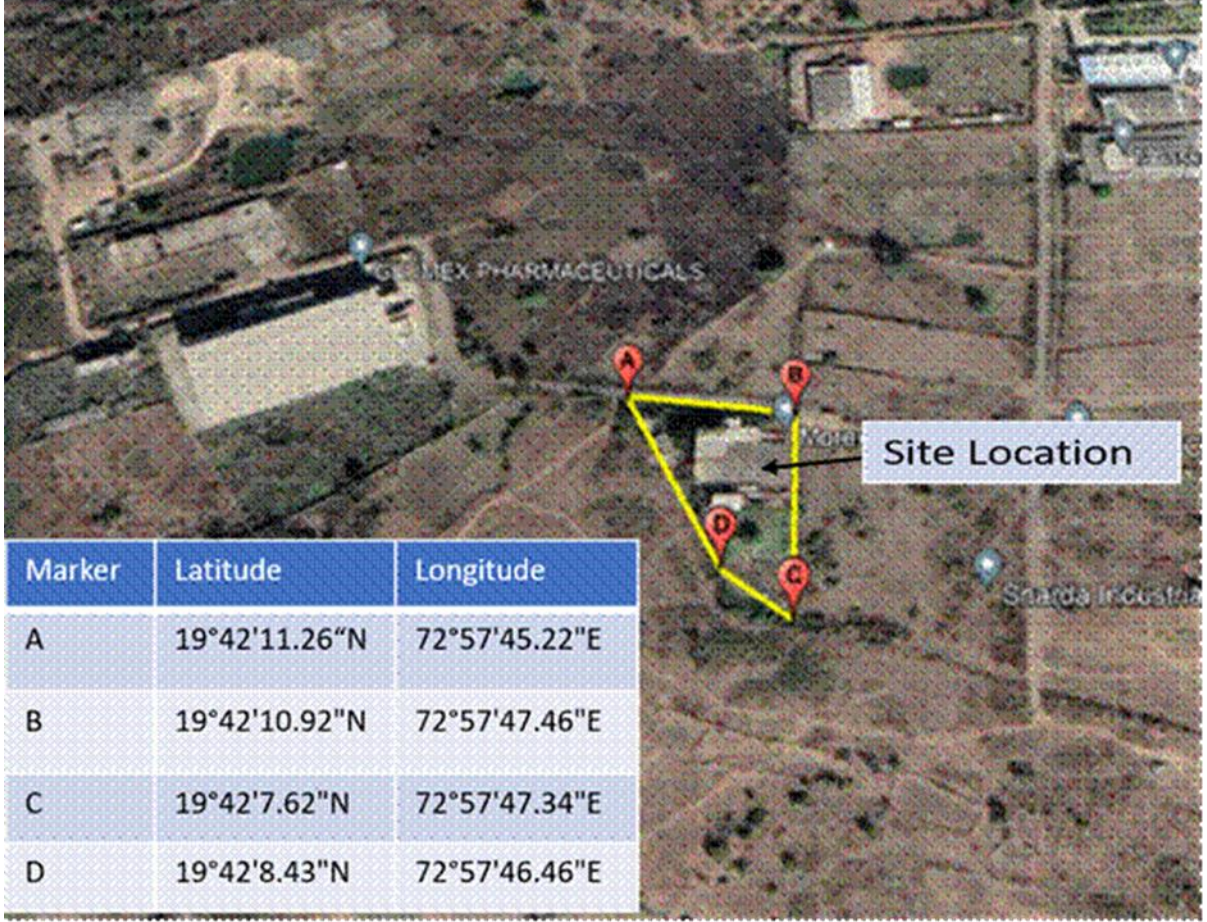 PHARMACEUTICALS
A
B
Site Location
D
C
Marker Latitude Longitude
A 19°42'11.26“N 72°57'45.22"E
B 19°42'10.92"N 72°57'47.46"E
C 19°42'7.62"N 72°57'47.34"E
D 19°42'8.43"N 72°57'46.46"E